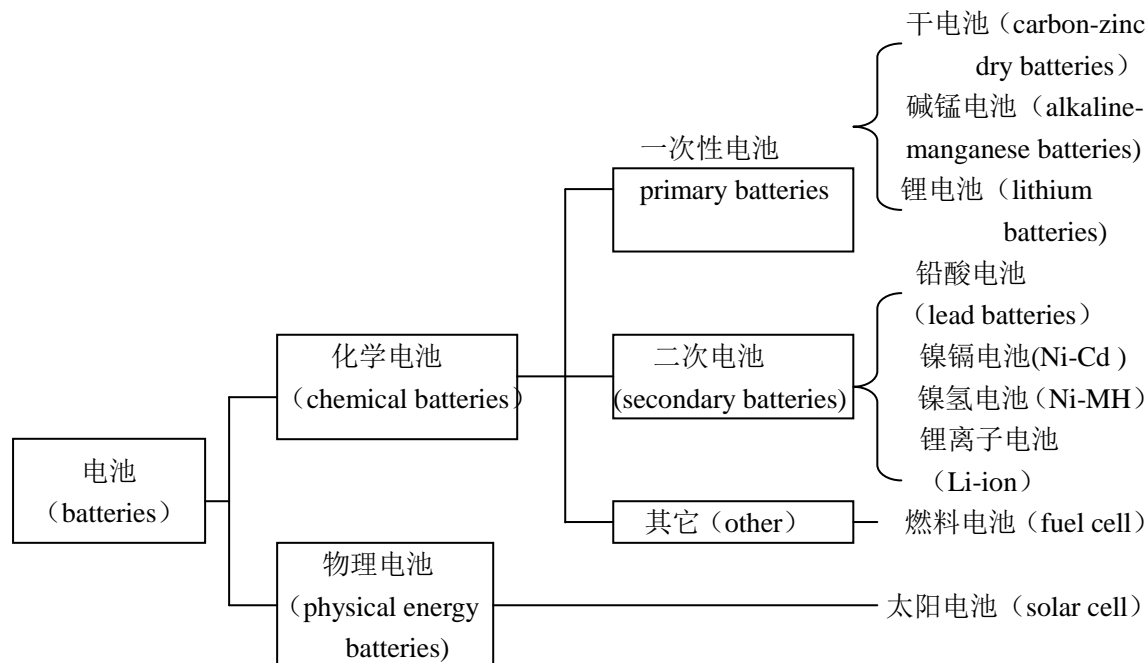 干电池（carbon-zinc
dry batteries）
碱锰电池（alkaline-
manganese batteries)
锂电池（lithium
batteries)
一次性电池
primary batteries
铅酸电池
（lead batteries）
镍镉电池(Ni-Cd )
镍氢电池（Ni-MH）
锂离子电池
（Li-ion）
化学电池
（chemical batteries）
二次电池
(secondary batteries)
电池
（batteries）
其它（other）
燃料电池（fuel cell）
物理电池
（physical energy
batteries)
太阳电池（solar cell）